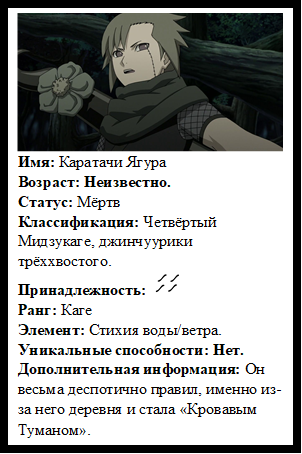 Имя: Каратачи Ягура
Возраст: Неизвестно.
Статус: Мёртв
Классификация: Четвёртый
Мидзукаге, джинчуурики
трёххвостого.
Принадлежность:
Ранг: Каге
Элемент: Стихия воды/ветра.
Уникальные способности: Нет.
Дополнительная информация: Он
весьма деспотично правил, именно из-
за него деревня и стала «Кровавым
Туманом».